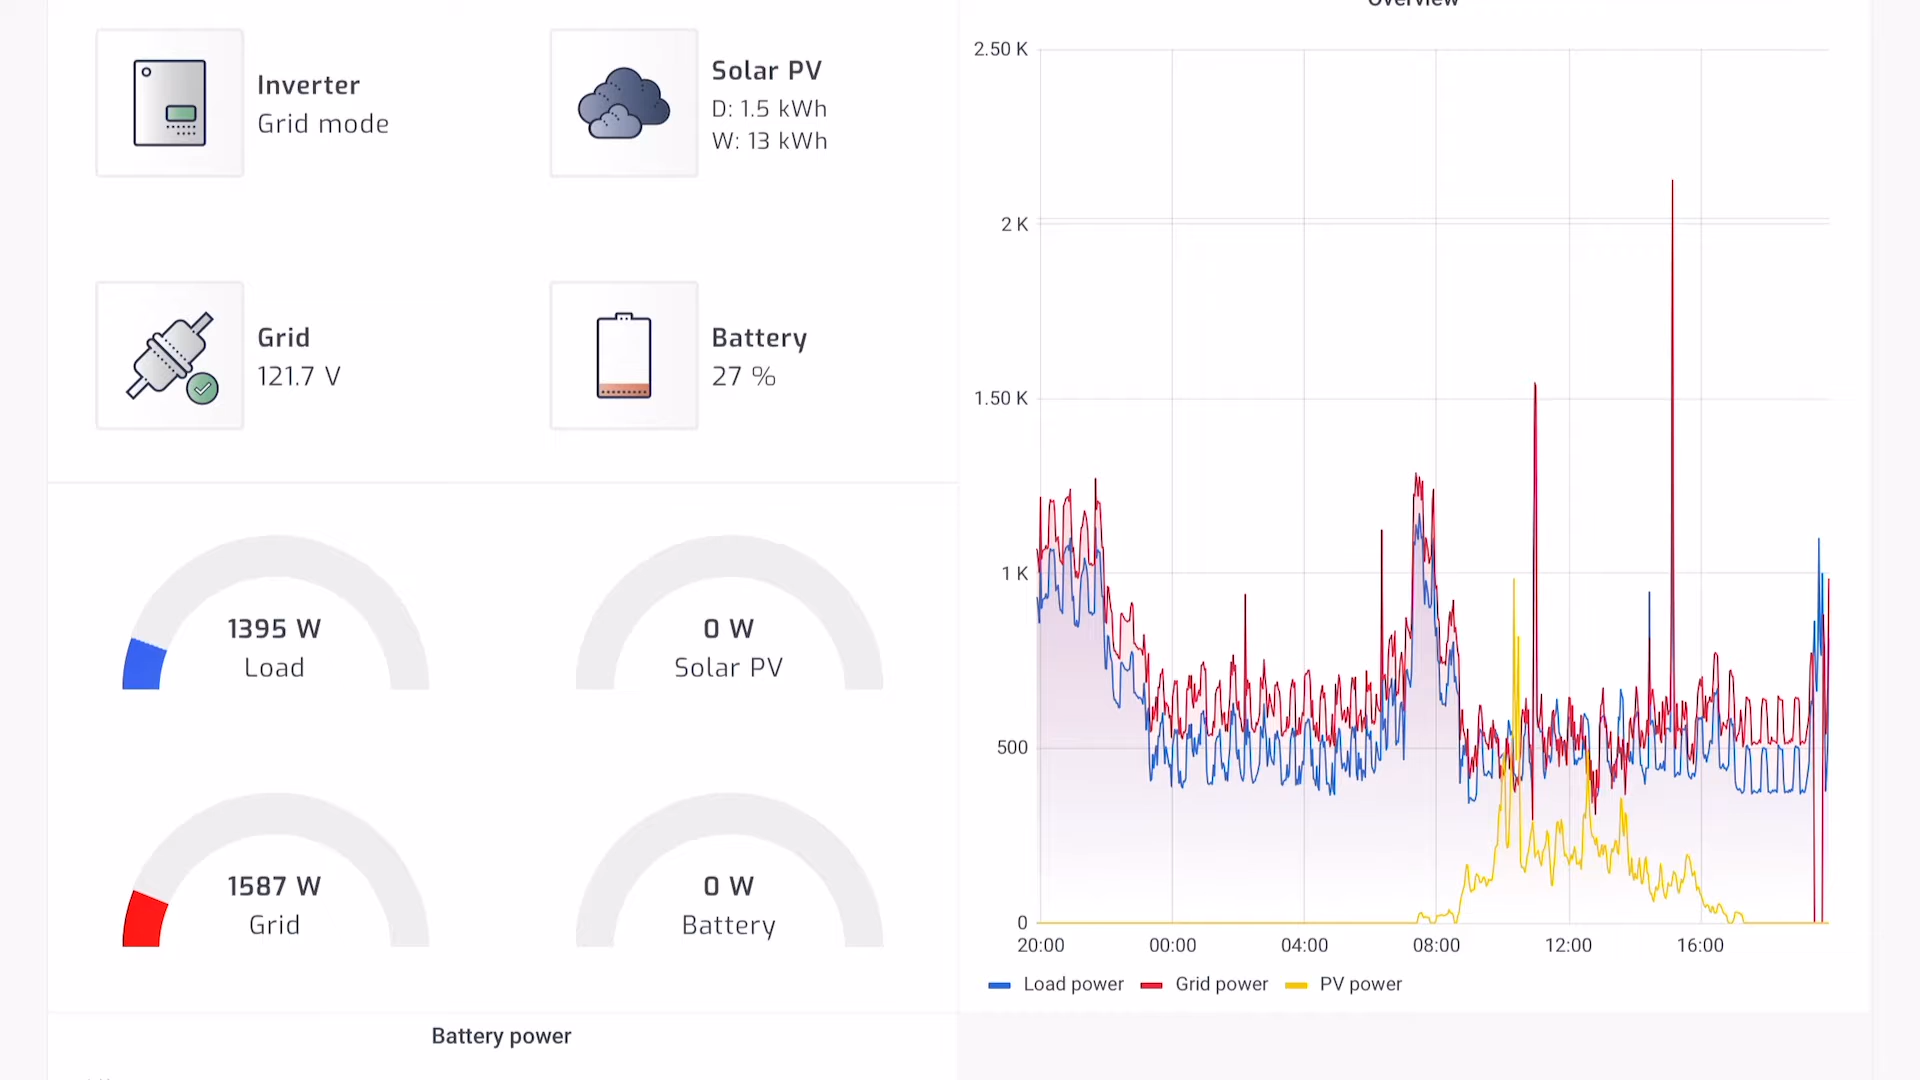 Inverter
Grid mode
Solar PV
D: 1.5 kWh
W: 13 kWh
Grid
121.7 V
Battery
27 %
1395 W
Load
0 W
Solar PV
1587 W
Grid
0 W
Battery
Battery power
Overview
2.50 K
2 K
1.50 K
1 K
500
0
20:00 00:00 04:00 08:00 12:00 16:00
Load power Grid power PV power